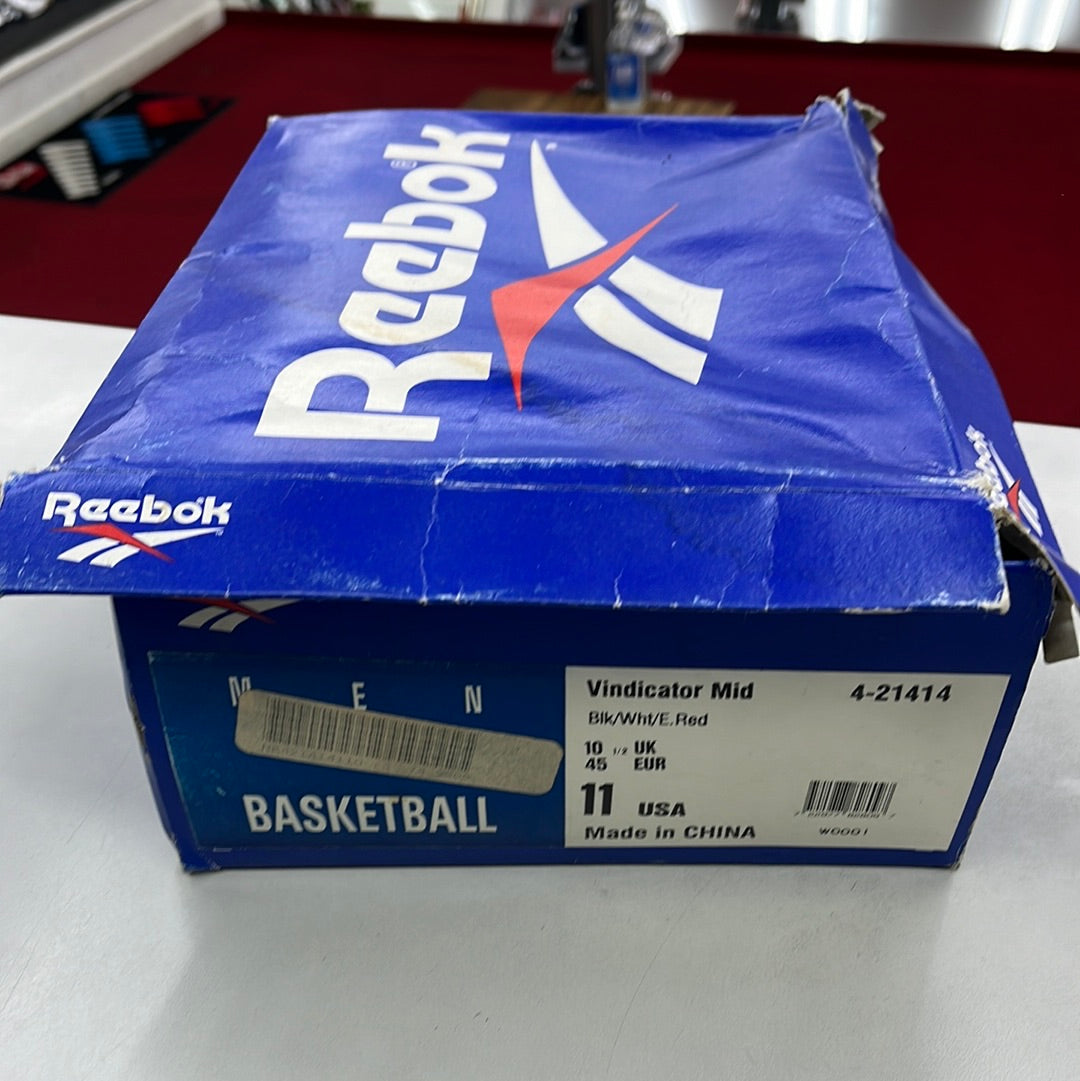 Reebok
Reebok
MEN
BASKETBALL
Vindicator Mid 4-21414
Blk/Wht/E.Red
10 1/2 UK
45 EUR
11 USA
Made in CHINA
W0001